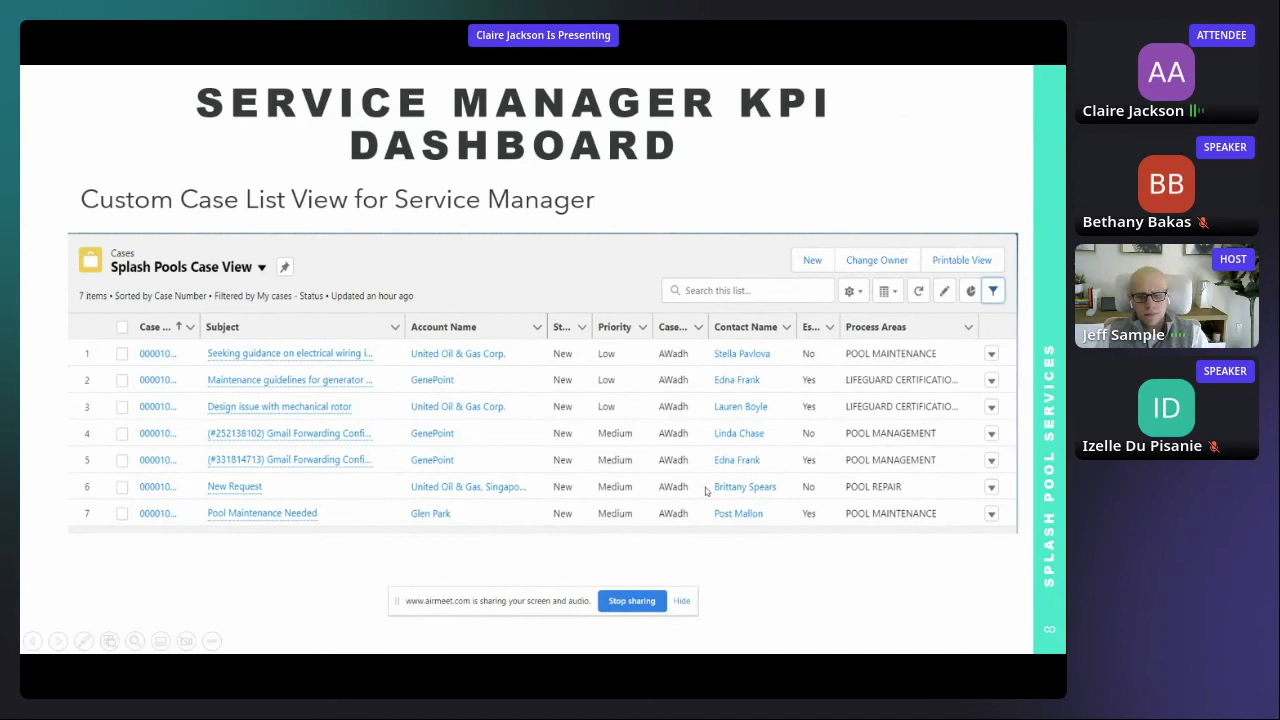 Claire Jackson Is Presenting
SERVICE MANAGER KPI
DASHBOARD
Custom Case List View for Service Manager
Cases
Splash Pools Case View
New Change Owner Printable View
7 items • Sorted by Case Number • Filtered by My cases - Status • Updated an hour ago
Search this list...
Case ... Subject Account Name St... Priority Case... Contact Name Es... Process Areas
1 000010... Seeking guidance on electrical wiring i... United Oil & Gas Corp. New Low AWadh Stella Pavlova No POOL MAINTENANCE
2 000010... Maintenance guidelines for generator ... GenePoint New Low AWadh Edna Frank Yes LIFEGUARD CERTIFICATIO...
3 000010... Design issue with mechanical rotor United Oil & Gas Corp. New Low AWadh Lauren Boyle Yes LIFEGUARD CERTIFICATIO...
4 000010... (#252138102) Gmail Forwarding Confi... GenePoint New Medium AWadh Linda Chase No POOL MANAGEMENT
5 000010... (#331814713) Gmail Forwarding Confi... GenePoint New Medium AWadh Edna Frank Yes POOL MANAGEMENT
6 000010... New Request United Oil & Gas, Singapo... New Medium AWadh Brittany Spears No POOL REPAIR
7 000010... Pool Maintenance Needed Glen Park New Medium AWadh Post Mallon Yes POOL MAINTENANCE
www.airmeet.com is sharing your screen and audio. Stop sharing Hide
SPLASH POOL SERVICES
8
ATTENDEE
AA
Claire Jackson
SPEAKER
BB
Bethany Bakas
HOST
Jeff Sample
SPEAKER
ID
Izelle Du Pisanie